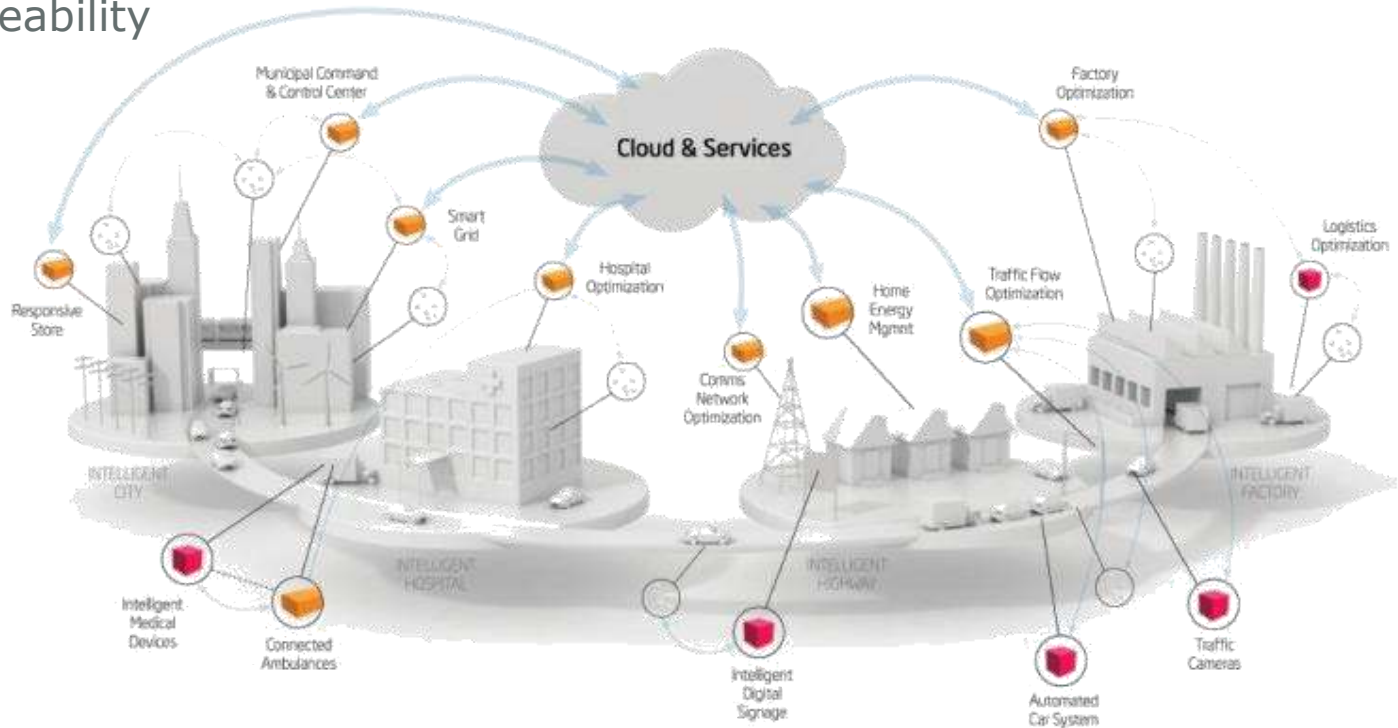 eability
Municipal Command
& Control Center
Factory
Optimization
Cloud & Services
Smart
Grid
Logistics
Optimization
Hospital
Optimization
Traffic Flow
Optimization
Home
Energy
Mgmnt
Responsive
Store
Comms
Network
Optimization
INTELLIGENT
CITY
INTELLIGENT
FACTORY
INTELLIGENT
HOSPITAL
INTELLIGENT
HIGHWAY
Intelligent
Medical
Devices
Connected
Ambulances
Intelligent
Digital
Signage
Traffic
Cameras
Automated
Car System